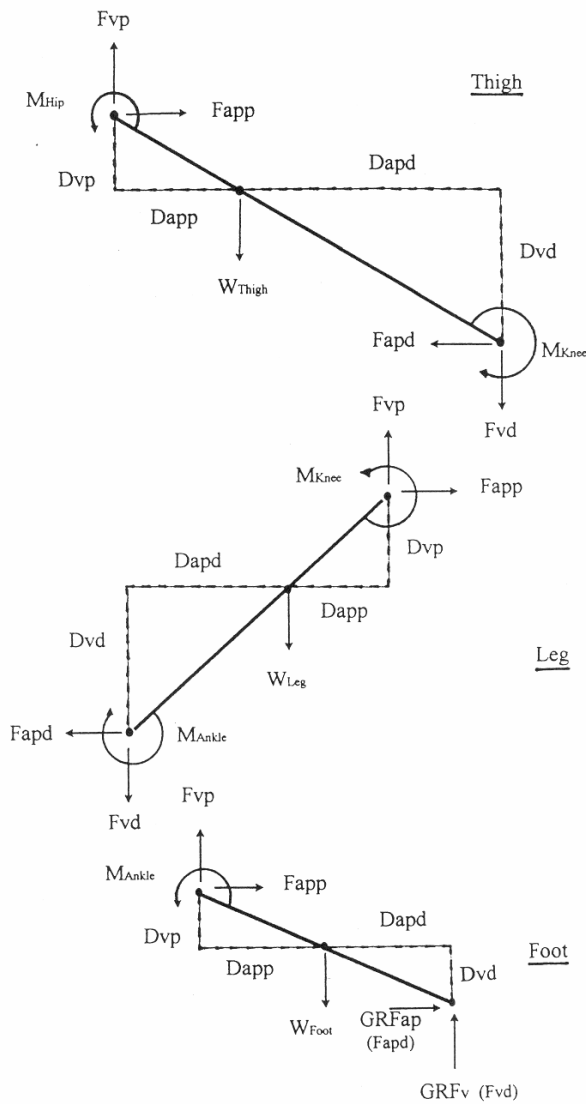 Fvp
Thigh
MHip
Fapp
Dvp
Dapd
Dapp
WThigh
Dvd
Fapd
MKnee
Fvd
Fvp
MKnee
Fapp
Dvp
Dapd
Dapp
Dvd
WLeg
Leg
Fapd
MAnkle
Fvd
Fvp
MAnkle
Fapp
Dvp
Dapd
Dapp
Foot
Dvd
WFoot
GRFap
(Fapd)
GRFv (Fvd)